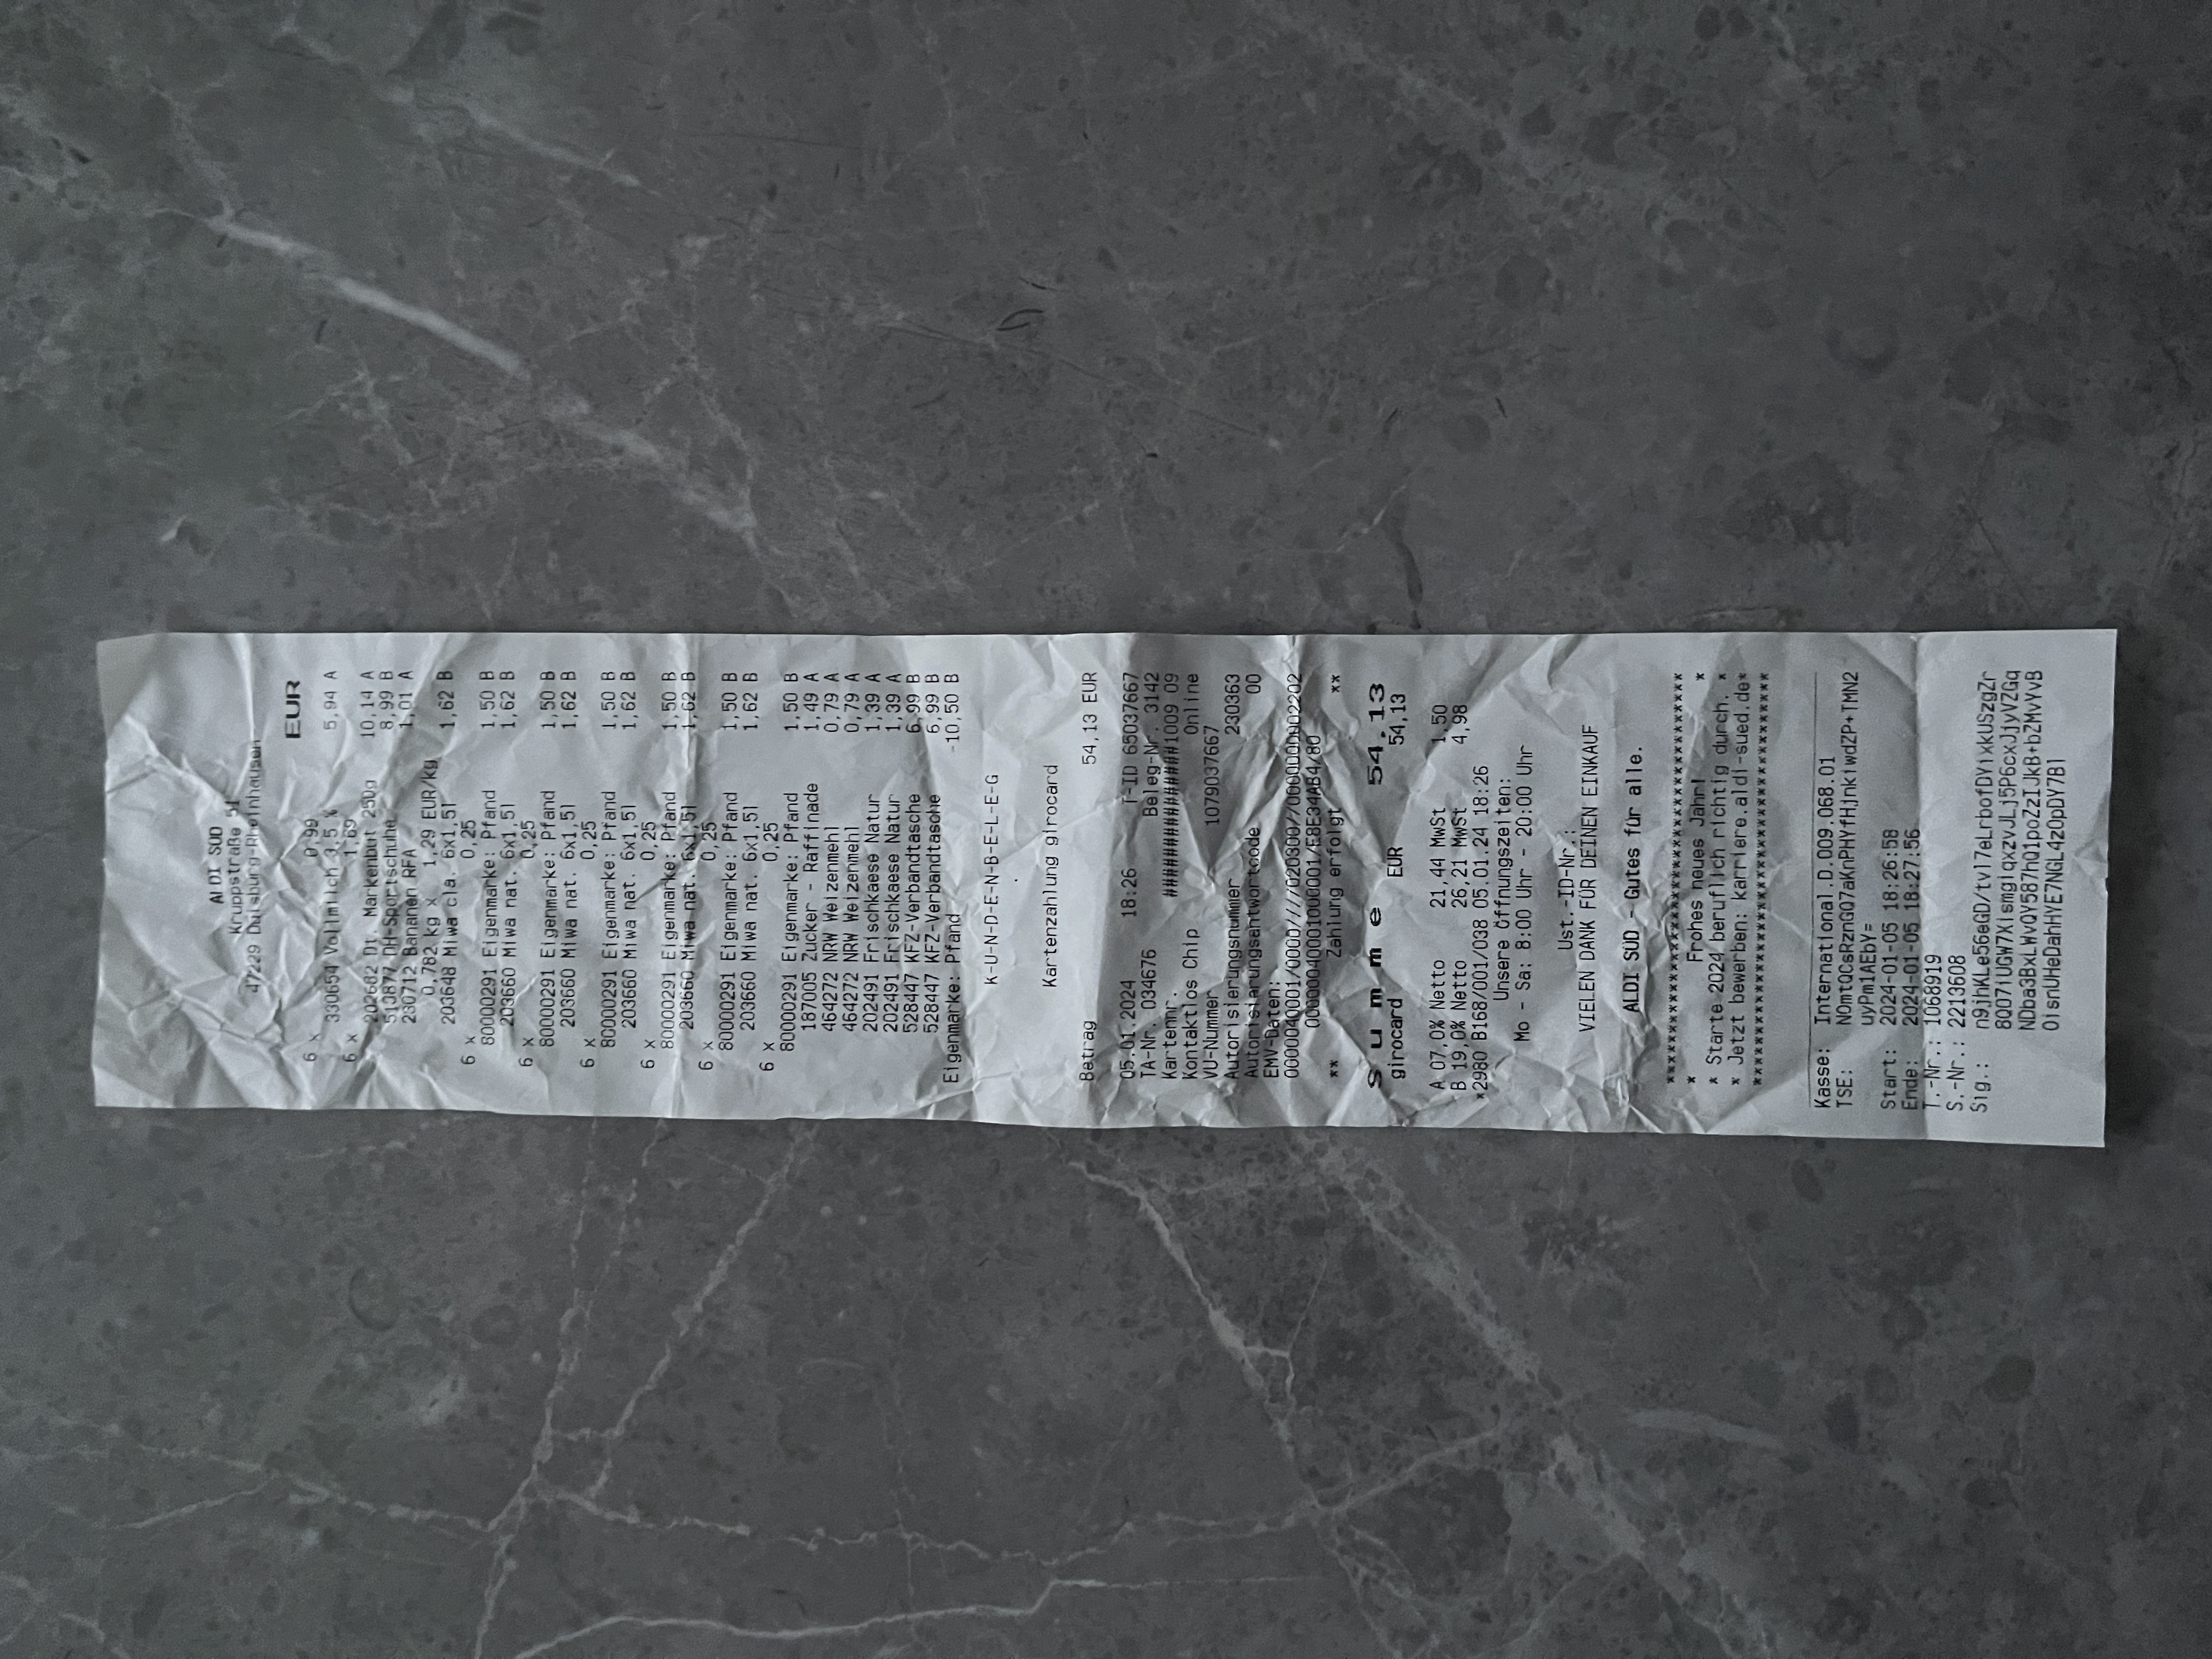 ALDI SÜD
Kruppstraße 51
47229 Duisburg-Rheinhausen
EUR
6 x 0,99
330654 Vollmilch 3,5 % 5,94 A
6 x 1,69
202682 Dt. Markenbut 250g 10,14 A
513877 DH-Sportschuhe 8,99 B
230712 Bananen RFA 1,01 A
0,782 kg x 1,29 EUR/kg
203648 Miwa cla. 6x1,5l 1,62 B
6 x 0,25
80000291 Eigenmarke: Pfand 1,50 B
203660 Miwa nat. 6x1,5l 1,62 B
6 x 0,25
80000291 Eigenmarke: Pfand 1,50 B
203660 Miwa nat. 6x1,5l 1,62 B
6 x 0,25
80000291 Eigenmarke: Pfand 1,50 B
203660 Miwa nat. 6x1,5l 1,62 B
6 x 0,25
80000291 Eigenmarke: Pfand 1,50 B
203660 Miwa nat. 6x1,5l 1,62 B
6 x 0,25
80000291 Eigenmarke: Pfand 1,50 B
203660 Miwa nat. 6x1,5l 1,62 B
6 x 0,25
80000291 Eigenmarke: Pfand 1,50 B
187005 Zucker - Raffinade 1,49 A
464272 NRW Weizenmehl 0,79 A
464272 NRW Weizenmehl 0,79 A
202491 Frischkaese Natur 1,39 A
202491 Frischkaese Natur 1,39 A
528447 KFZ-Verbandtasche 6,99 B
528447 KFZ-Verbandtasche 6,99 B
Eigenmarke: Pfand -10,50 B
K-U-N-D-E-N-B-E-L-E-G
.
Kartenzahlung girocard
Betrag 54,13 EUR
05.01.2024 18:26 T-ID 65037667
TA-Nr. 034676 Beleg-Nr. 3142
Kartennr. ###############1009 09
Kontaktlos Chip Online
VU-Nummer 1079037667
Autorisierungsnummer 230363
Autorisierungsantwortcode 00
EMV-Daten:
0000040001/0000////020300//0000000002202
00000040001000001/E8E34AB4/80
** Zahlung erfolgt **
Summe 54,13
girocard EUR 54,13
A 07,0% Netto 21,44 MwSt 1,50
B 19,0% Netto 26,21 MwSt 4,98
*2980 B168/001/038 05.01.24 18:26
Unsere Öffnungszeiten:
Mo - Sa: 8:00 Uhr - 20:00 Uhr
Ust.-ID-Nr.:
VIELEN DANK FÜR DEINEN EINKAUF
ALDI SÜD - Gutes für alle.
****************************************
* Frohes neues Jahr! *
* Starte 2024 beruflich richtig durch. *
* Jetzt bewerben: karriere.aldi-sued.de*
****************************************
Kasse: International.D.009.068.01
TSE: NOmtQCsRznGQ7aKnPHYfHjnkiwdZP+TMN2
uyPm1AEbY=
Start: 2024-01-05 18:26:58
Ende: 2024-01-05 18:27:56
T.-Nr.: 1068919
S.-Nr.: 2213608
Sig.: n9jhKLe56eGD/tvl7eLrbofDYixkUSzgZr
8Q07iUGW7XismgiqxzvJLj5P6cxJjyVZGq
NDba3BxLWvQY587hQ1poZzIJkB+bZMvYvB
0isnUHeDahHYE7NGL4zOpDY7Bl